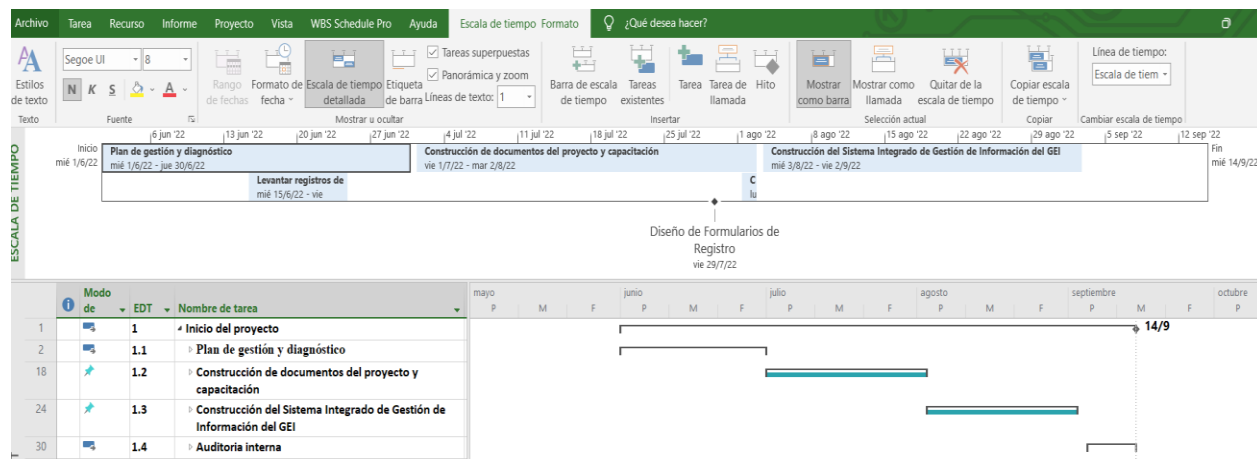 Archivo Tarea Recurso Informe Proyecto Vista WBS Schedule Pro Ayuda Escala de tiempo Formato ¿Qué desea hacer?
Estilos de texto
Segoe UI 8
N K S A
Rango de fechas
Formato de fecha
Escala de tiempo detallada
Etiqueta de barra
Tareas superpuestas
Panorámica y zoom
Líneas de texto: 1
Barra de escala de tiempo
Tareas existentes
Tarea
Tarea de llamada
Hito
Mostrar como barra
Mostrar como llamada
Quitar de la escala de tiempo
Copiar escala de tiempo
Línea de tiempo:
Escala de tiem
Texto Fuente Mostrar u ocultar Insertar Selección actual Copiar Cambiar escala de tiempo
ESCALA DE TIEMPO
6 jun '22 13 jun '22 20 jun '22 27 jun '22 4 jul '22 11 jul '22 18 jul '22 25 jul '22 1 ago '22 8 ago '22 15 ago '22 22 ago '22 29 ago '22 5 sep '22 12 sep '22
Inicio
mié 1/6/22
Plan de gestión y diagnóstico
mié 1/6/22 - jue 30/6/22
Construcción de documentos del proyecto y capacitación
vie 1/7/22 - mar 2/8/22
Construcción del Sistema Integrado de Gestión de Información del GEI
mié 3/8/22 - vie 2/9/22
Fin
mié 14/9/22
Levantar registros de
mié 15/6/22 - vie
C
lu
Diseño de Formularios de
Registro
vie 29/7/22
Modo de EDT Nombre de tarea
mayo junio julio agosto septiembre octubre
P M F P M F P M F P M F P M F P
1 1 Inicio del proyecto 14/9
2 1.1 Plan de gestión y diagnóstico
18 1.2 Construcción de documentos del proyecto y
capacitación
24 1.3 Construcción del Sistema Integrado de Gestión de
Información del GEI
30 1.4 Auditoria interna